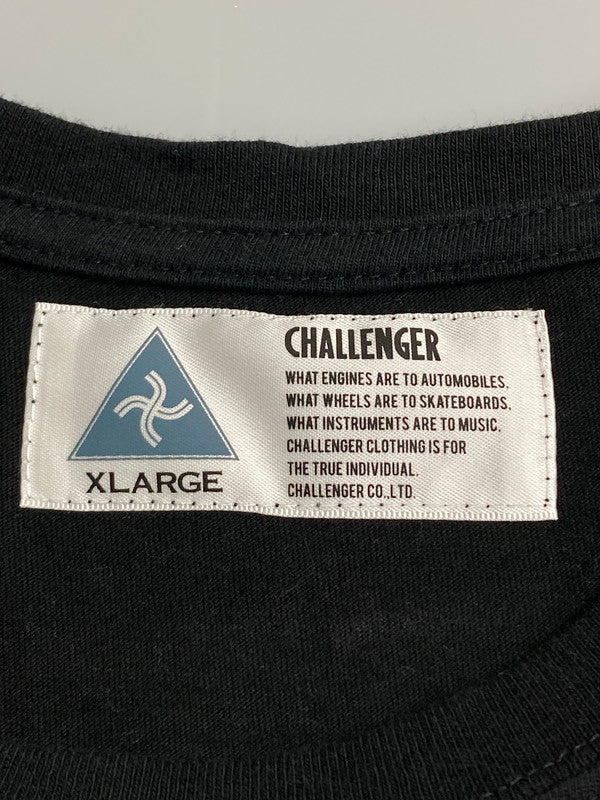 XLARGE
CHALLENGER
WHAT ENGINES ARE TO AUTOMOBILES,
WHAT WHEELS ARE TO SKATEBOARDS,
WHAT INSTRUMENTS ARE TO MUSIC,
CHALLENGER CLOTHING IS FOR
THE TRUE INDIVIDUAL.
CHALLENGER CO.,LTD.